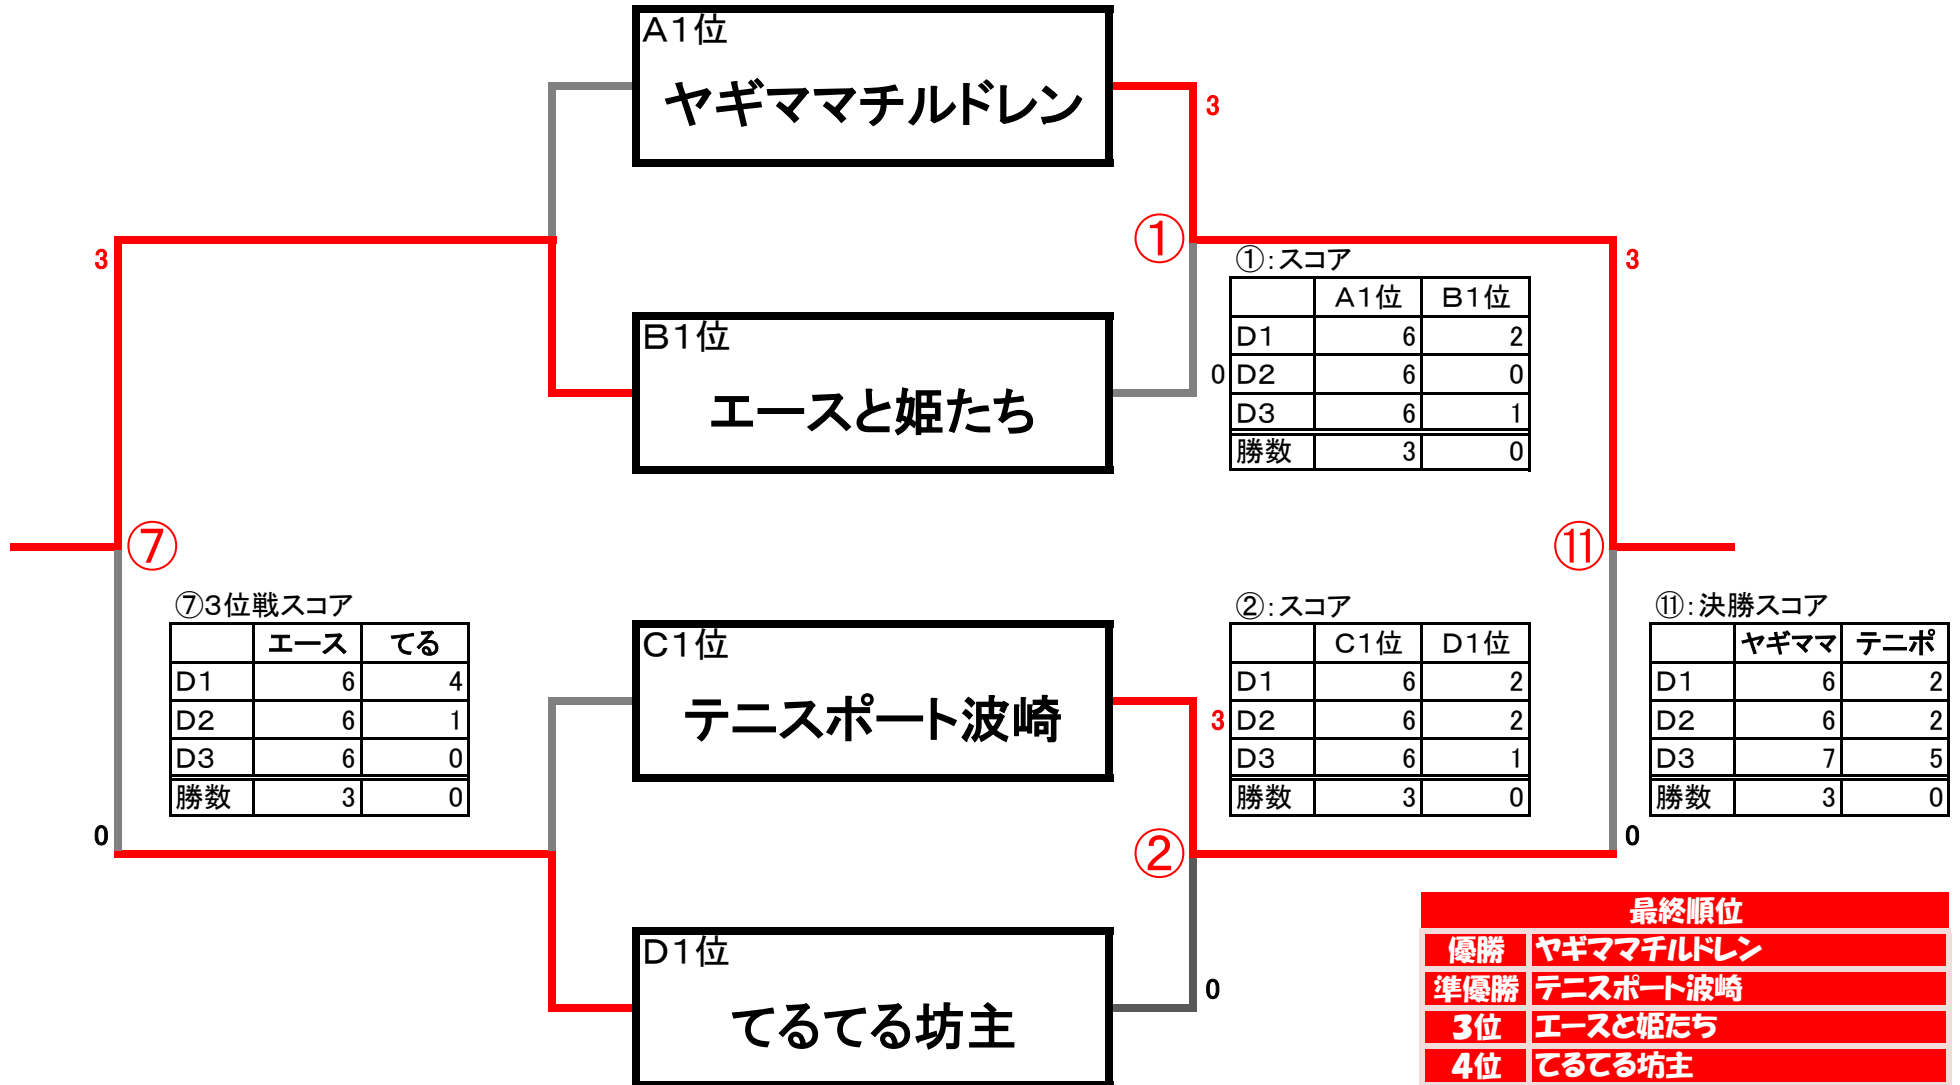 A1位
ヤギママチルドレン
3
①
3
3
①:スコア
A1位 B1位
D1 6 2
D2 6 0
D3 6 1
勝数 3 0
0
B1位
エースと姫たち
⑦
⑪
⑦3位戦スコア
エース てる
D1 6 4
D2 6 1
D3 6 0
勝数 3 0
0
C1位
テニスポート波崎
②:スコア
C1位 D1位
D1 6 2
D2 6 2
D3 6 1
勝数 3 0
3
⑪:決勝スコア
ヤギママ テニポ
D1 6 2
D2 6 2
D3 7 5
勝数 3 0
0
②
D1位
てるてる坊主
0
最終順位
優勝 ヤギママチルドレン
準優勝 テニスポート波崎
3位 エースと姫たち
4位 てるてる坊主